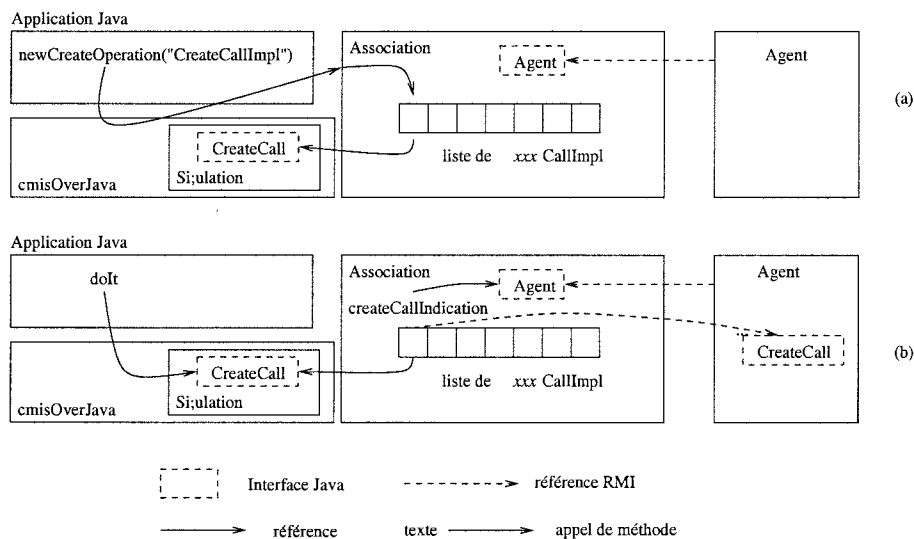 Application Java
newCreateOperation("CreateCallImpl")
Association
Agent
Agent
(a)
CreateCall
Si;ulation
cmisOverJava
liste de xxx CallImpl
Application Java
doIt
Association
Agent
createCallIndication
Agent
CreateCall
(b)
CreateCall
Si;ulation
cmisOverJava
liste de xxx CallImpl
Interface Java
référence RMI
référence
texte
appel de méthode